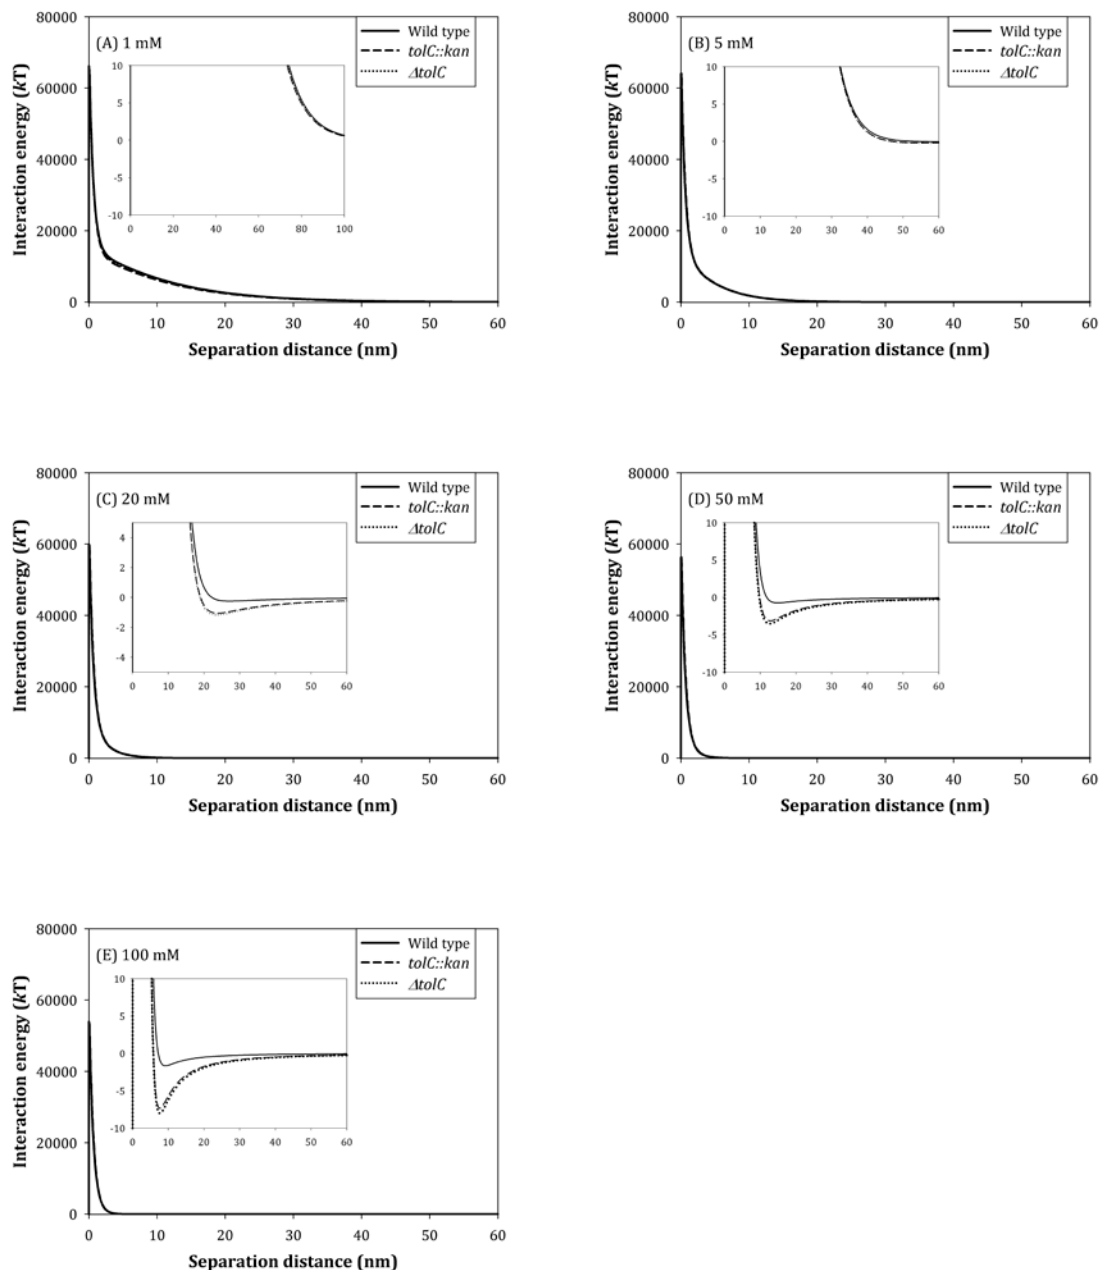 (A) 1 mM
Wild type
tolC::kan
ΔtolC
Interaction energy (kT)
80000
60000
40000
20000
0
10
5
0
-5
-10
0 20 40 60 80 100
0 10 20 30 40 50 60
Separation distance (nm)
(B) 5 mM
Wild type
tolC::kan
ΔtolC
Interaction energy (kT)
80000
60000
40000
20000
0
10
5
0
-5
-10
0 10 20 30 40 50 60
0 10 20 30 40 50 60
Separation distance (nm)
(C) 20 mM
Wild type
tolC::kan
ΔtolC
Interaction energy (kT)
80000
60000
40000
20000
0
4
2
0
-2
-4
0 10 20 30 40 50 60
0 10 20 30 40 50 60
Separation distance (nm)
(D) 50 mM
Wild type
tolC::kan
ΔtolC
Interaction energy (kT)
80000
60000
40000
20000
0
10
5
0
-5
-10
0 10 20 30 40 50 60
0 10 20 30 40 50 60
Separation distance (nm)
(E) 100 mM
Wild type
tolC::kan
ΔtolC
Interaction energy (kT)
80000
60000
40000
20000
0
10
5
0
-5
-10
0 10 20 30 40 50 60
0 10 20 30 40 50 60
Separation distance (nm)